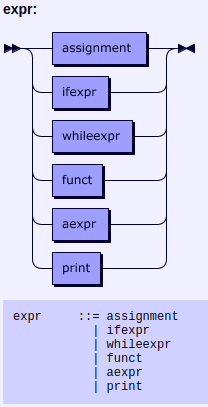 expr:
assignment
ifexpr
whileexpr
funct
aexpr
print
expr ::= assignment
| ifexpr
| whileexpr
| funct
| aexpr
| print